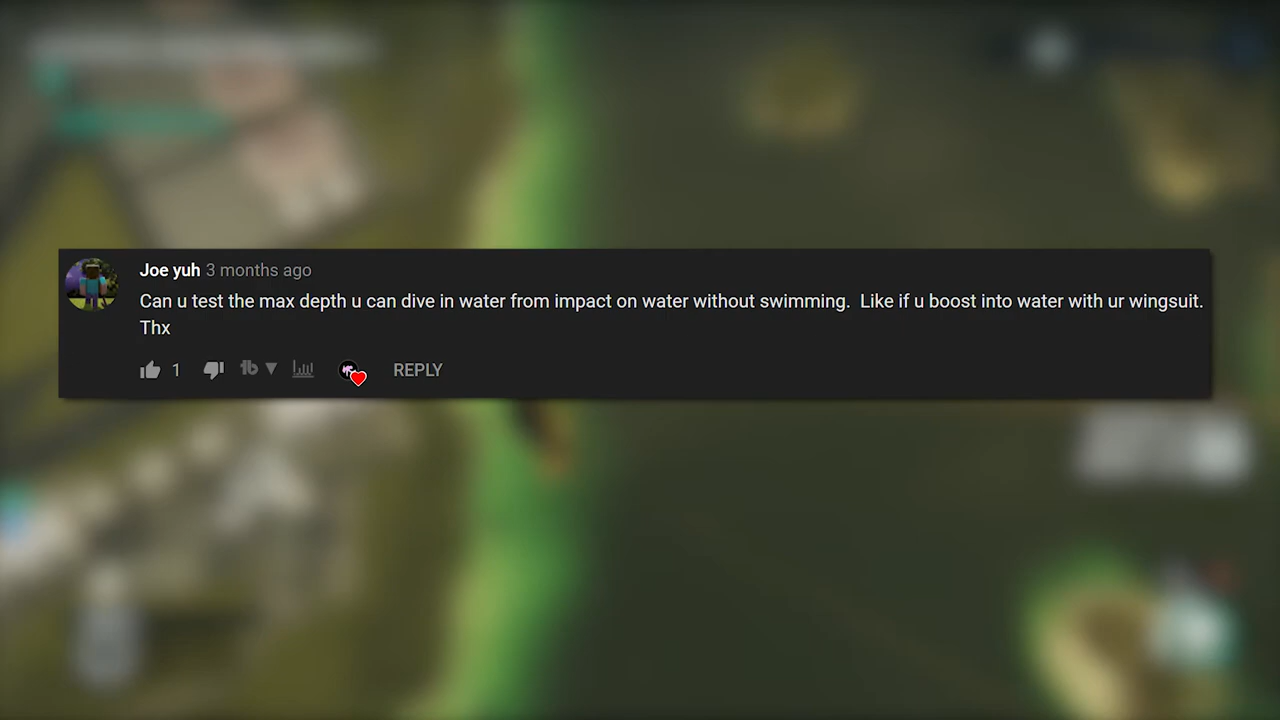 Joe yuh 3 months ago
Can u test the max depth u can dive in water from impact on water without swimming.  Like if u boost into water with ur wingsuit.
Thx
1 tb REPLY